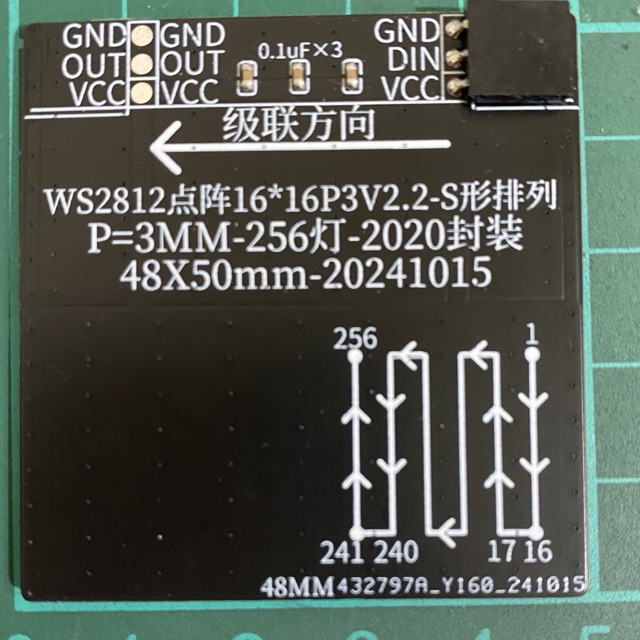 GND GND 0.1uF×3 GND
OUT OUT DIN
VCC VCC VCC
级联方向
WS2812点阵16*16P3V2.2-S形排列
P=3MM-256灯-2020封装
48X50mm-20241015
256 1
241 240 17 16
48MM 432797A_Y160_241015